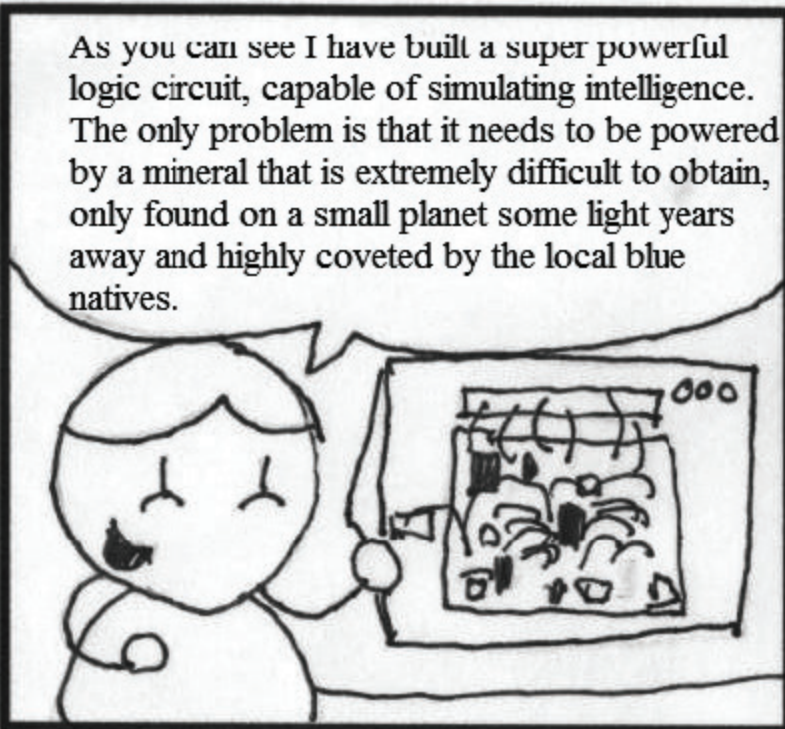 As you can see I have built a super powerful
logic circuit, capable of simulating intelligence.
The only problem is that it needs to be powered
by a mineral that is extremely difficult to obtain,
only found on a small planet some light years
away and highly coveted by the local blue
natives.